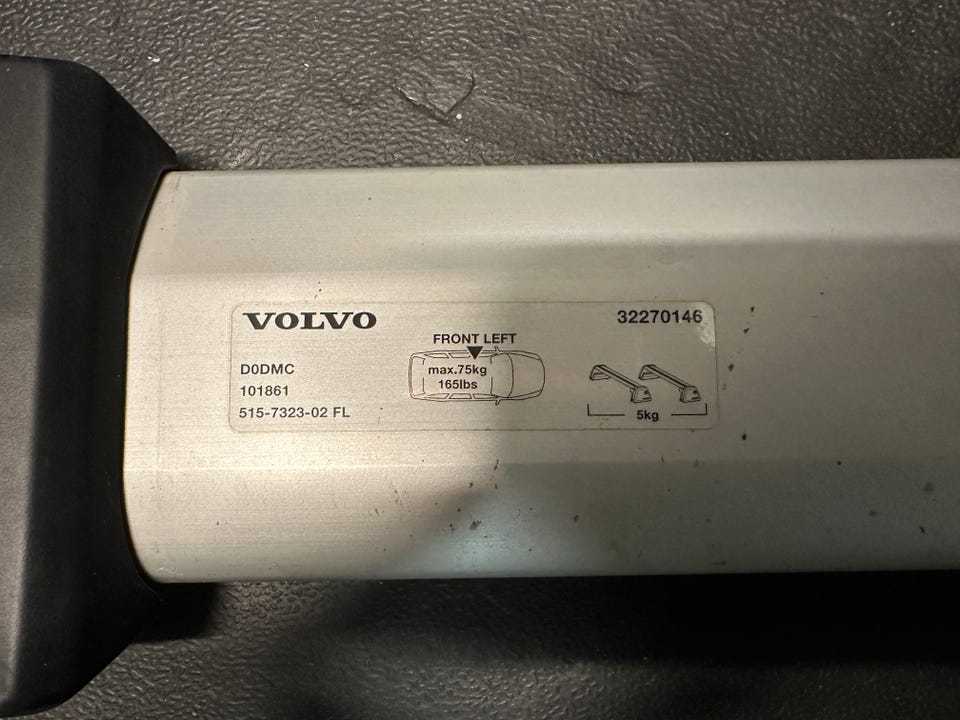 VOLVO
32270146
FRONT LEFT
D0DMC
max.75kg
101861
165lbs
515-7323-02 FL
5kg